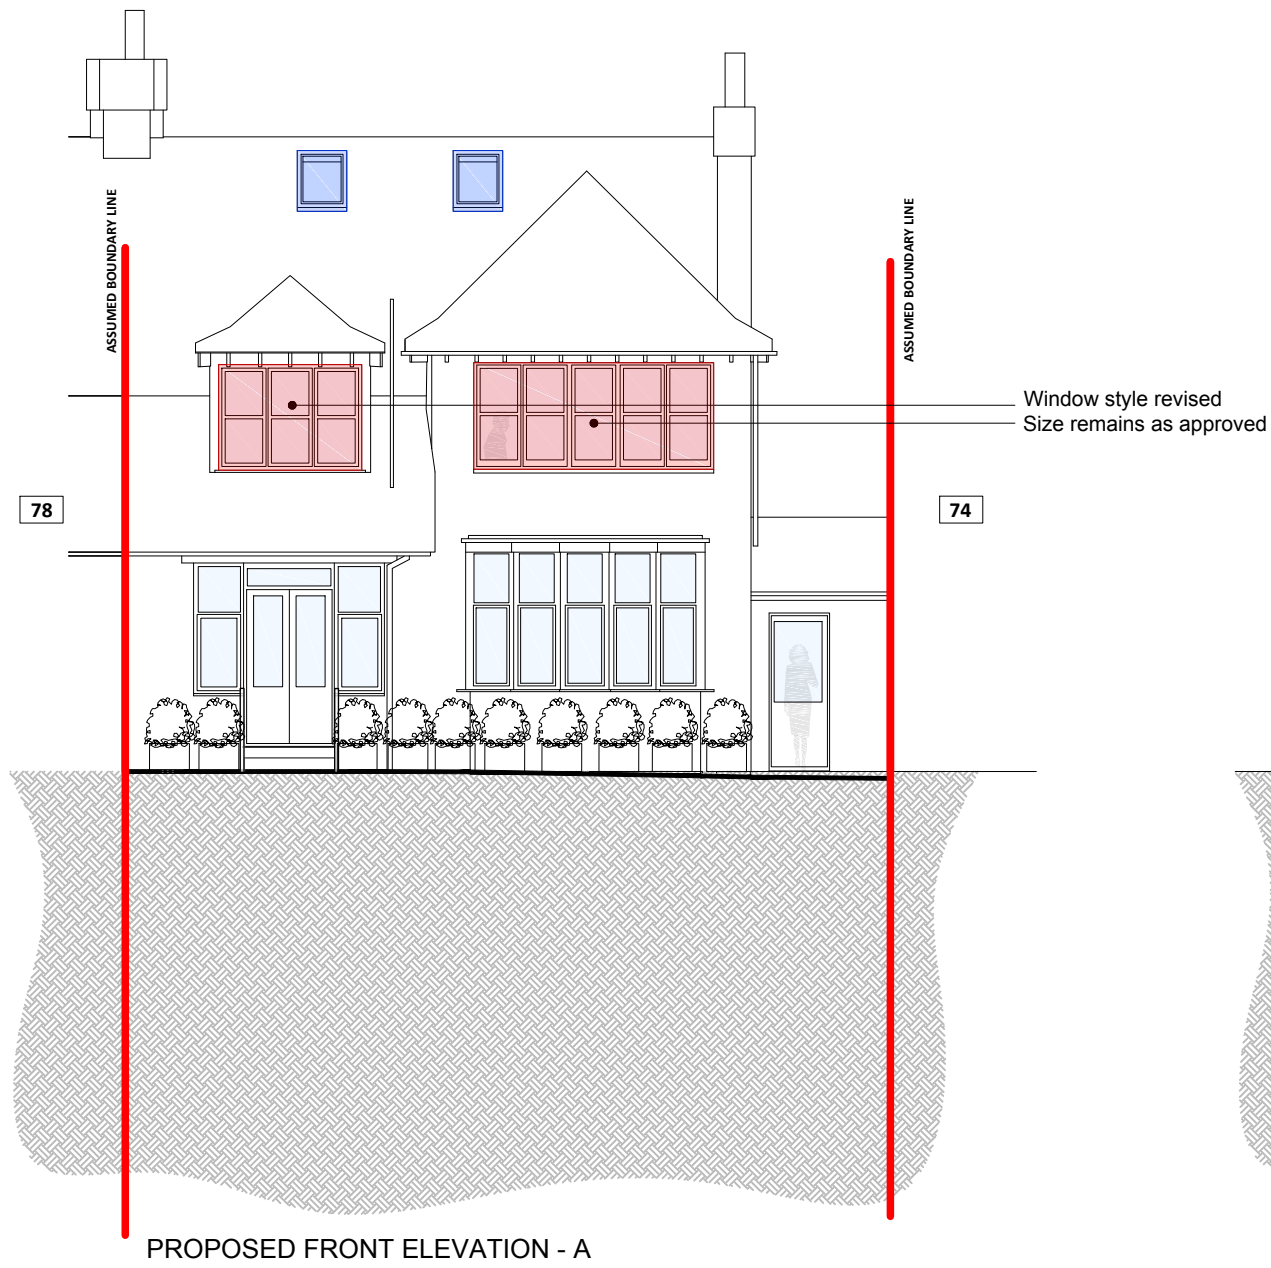 ASSUMED BOUNDARY LINE
ASSUMED BOUNDARY LINE
Window style revised
Size remains as approved
78
74
PROPOSED FRONT ELEVATION - A